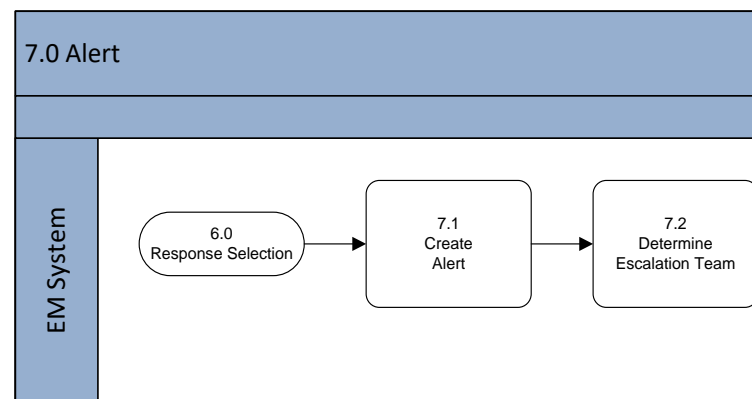 7.0 Alert
EM System
6.0
Response Selection
7.1
Create
Alert
7.2
Determine
Escalation Team